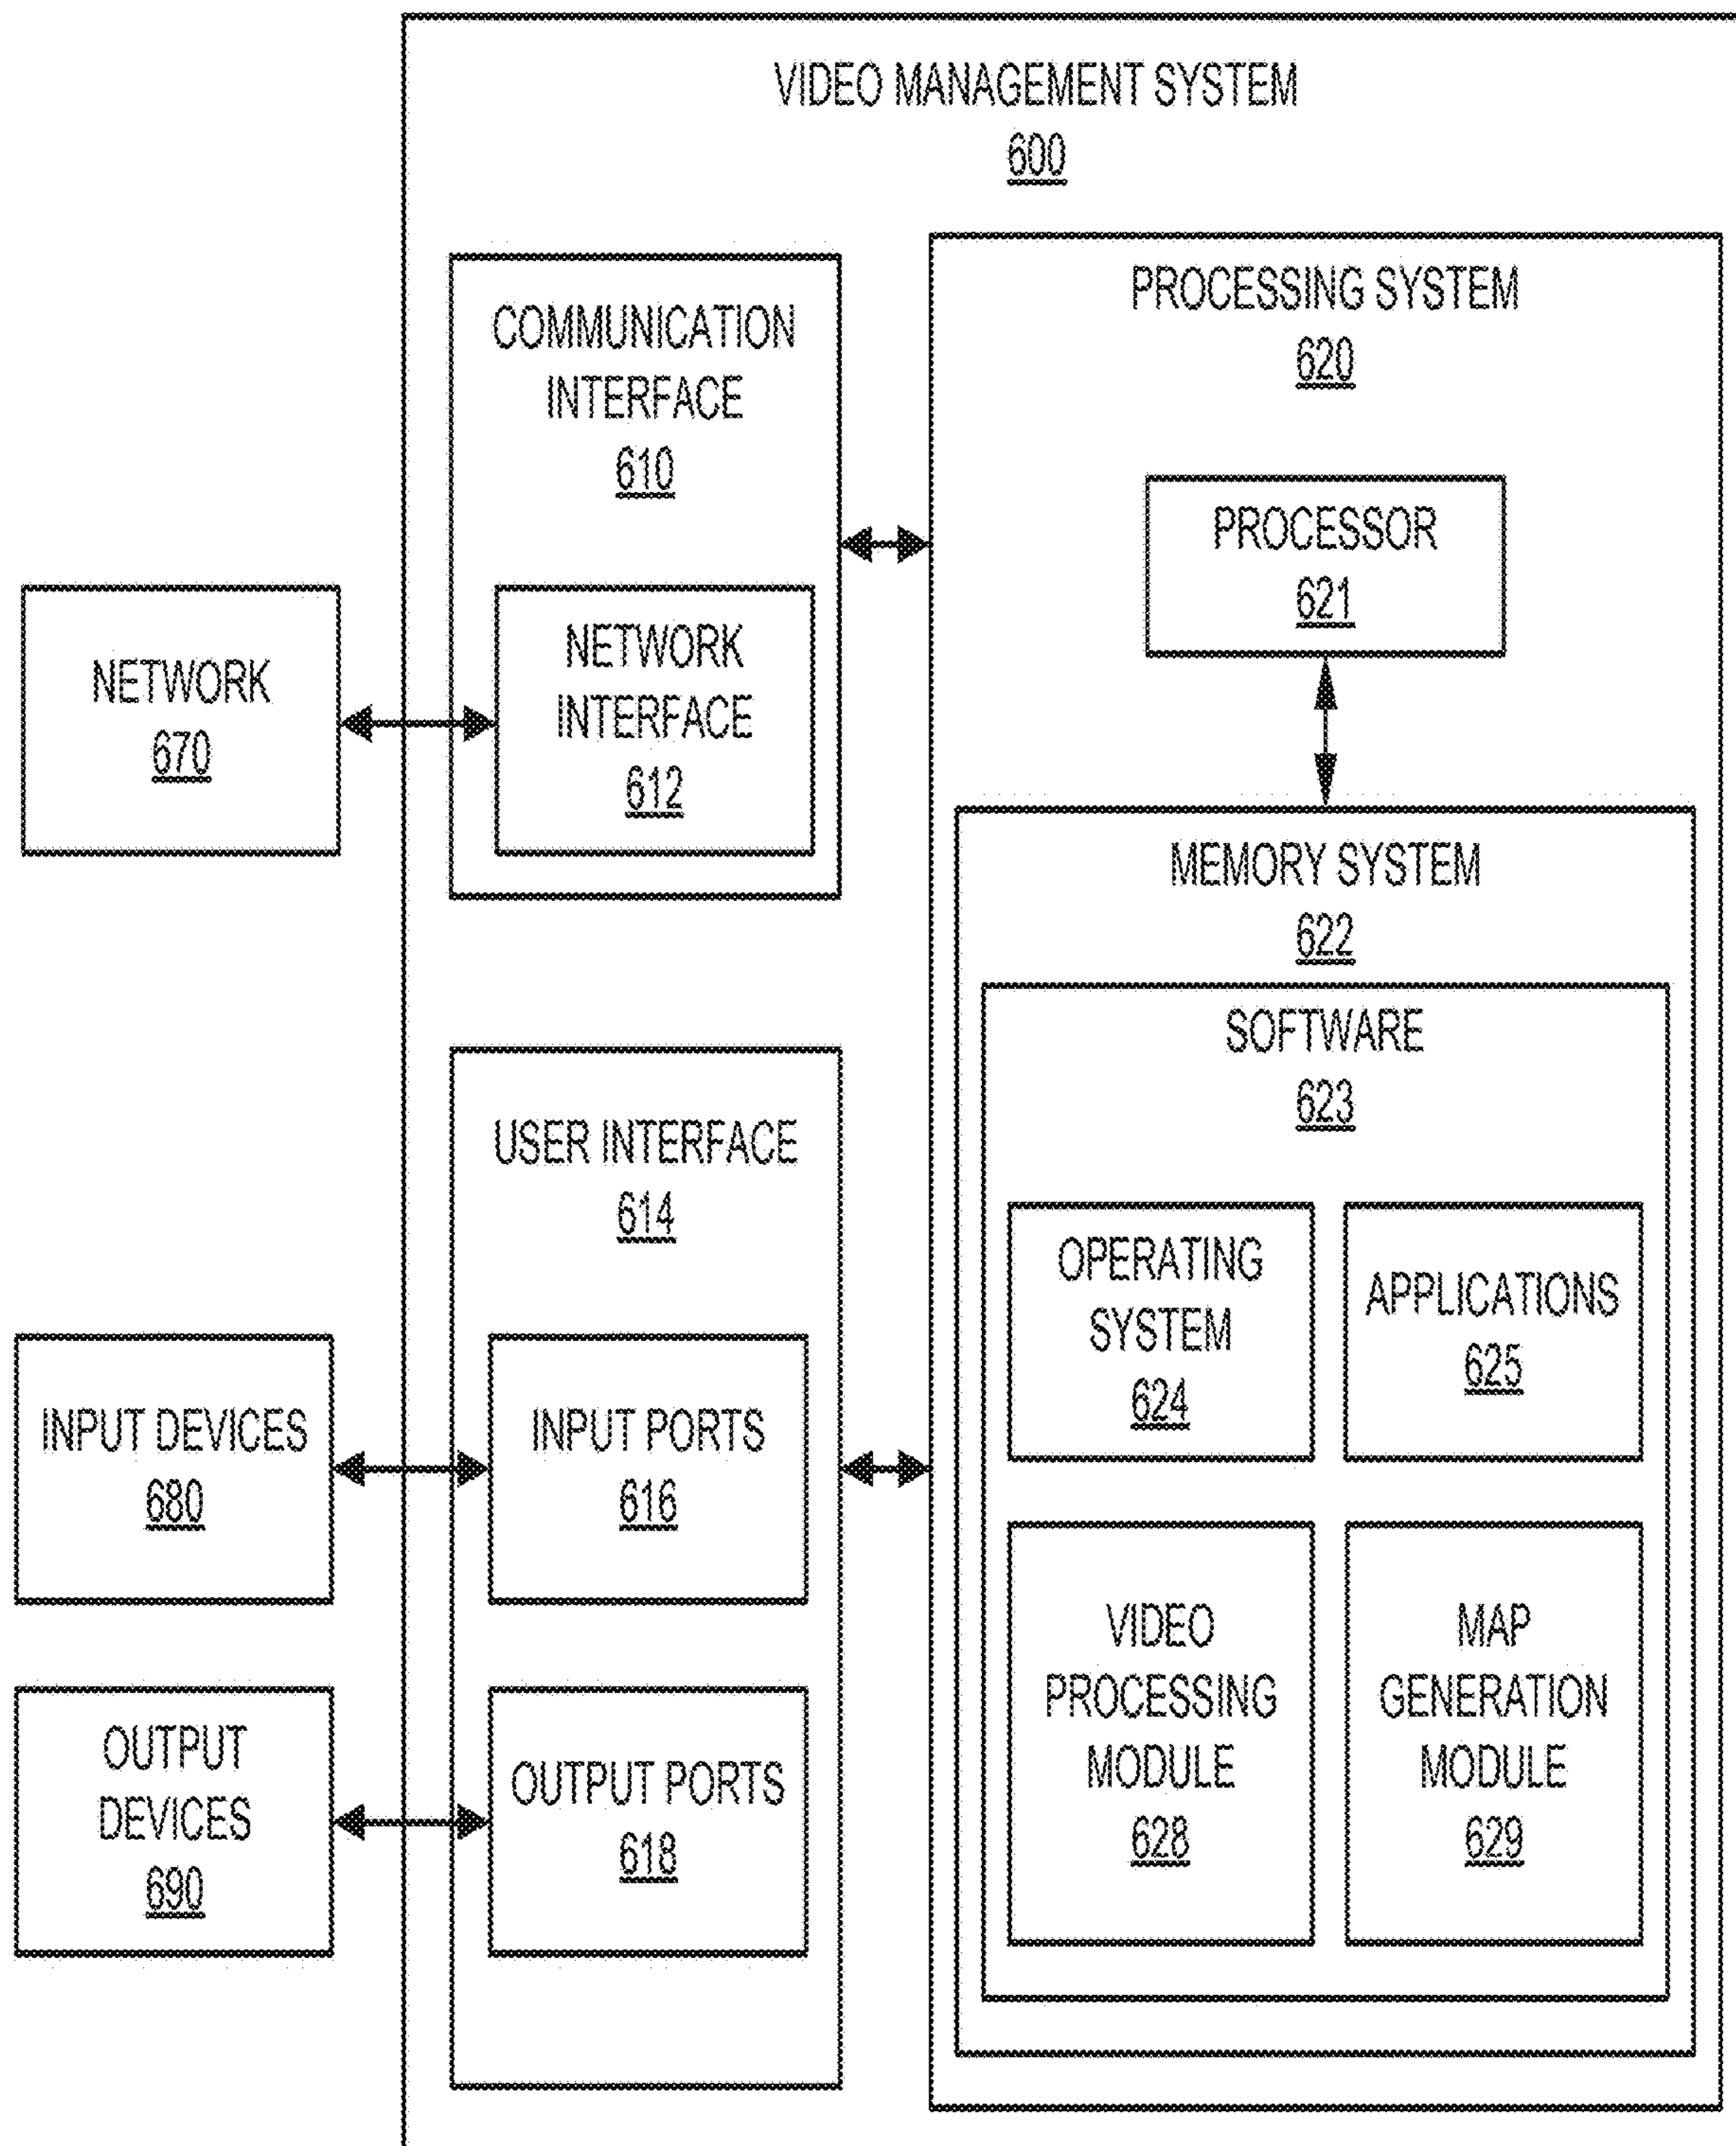 VIDEO MANAGEMENT SYSTEM
600
COMMUNICATION
INTERFACE
610
NETWORK
INTERFACE
612
NETWORK
670
PROCESSING SYSTEM
620
PROCESSOR
621
MEMORY SYSTEM
622
SOFTWARE
623
OPERATING
SYSTEM
624
APPLICATIONS
625
VIDEO
PROCESSING
MODULE
628
MAP
GENERATION
MODULE
629
USER INTERFACE
614
INPUT DEVICES
680
INPUT PORTS
616
OUTPUT
DEVICES
690
OUTPUT PORTS
618